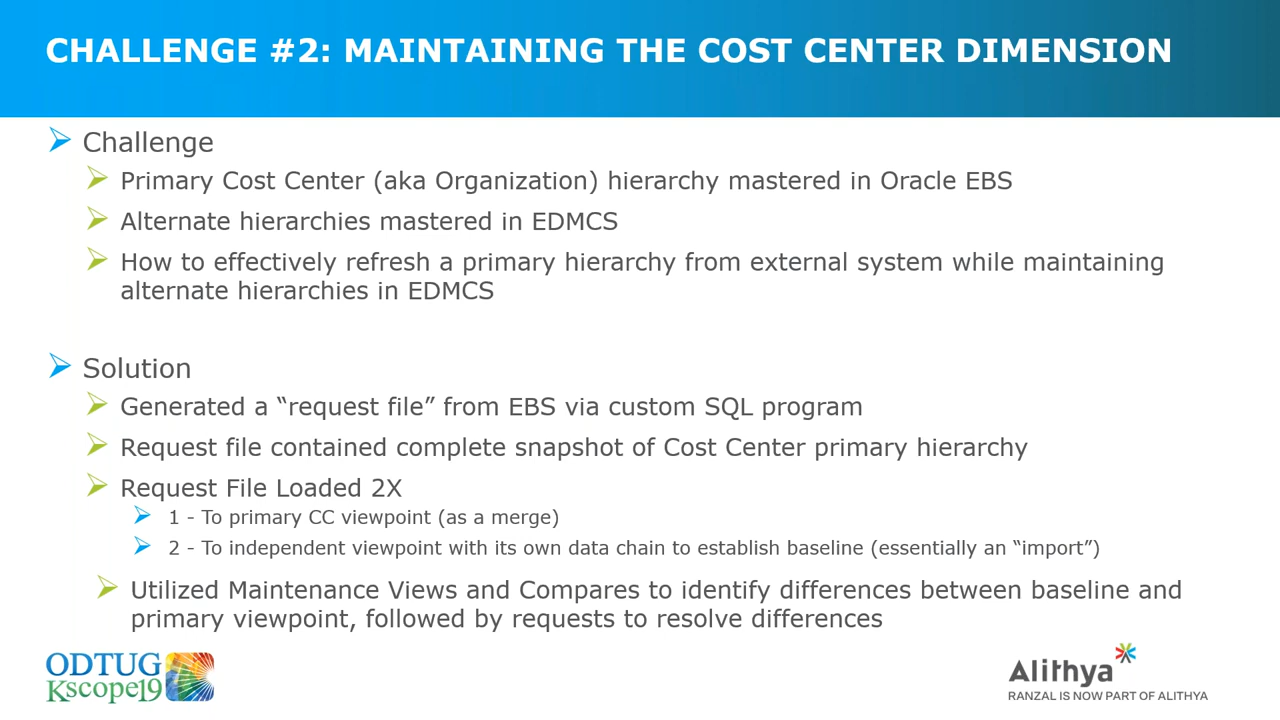 CHALLENGE #2: MAINTAINING THE COST CENTER DIMENSION
Challenge
Primary Cost Center (aka Organization) hierarchy mastered in Oracle EBS
Alternate hierarchies mastered in EDMCS
How to effectively refresh a primary hierarchy from external system while maintaining
alternate hierarchies in EDMCS
Solution
Generated a “request file” from EBS via custom SQL program
Request file contained complete snapshot of Cost Center primary hierarchy
Request File Loaded 2X
1 - To primary CC viewpoint (as a merge)
2 - To independent viewpoint with its own data chain to establish baseline (essentially an “import”)
Utilized Maintenance Views and Compares to identify differences between baseline and
primary viewpoint, followed by requests to resolve differences
ODTUG
Kscope19
Alithya
RANZAL IS NOW PART OF ALITHYA